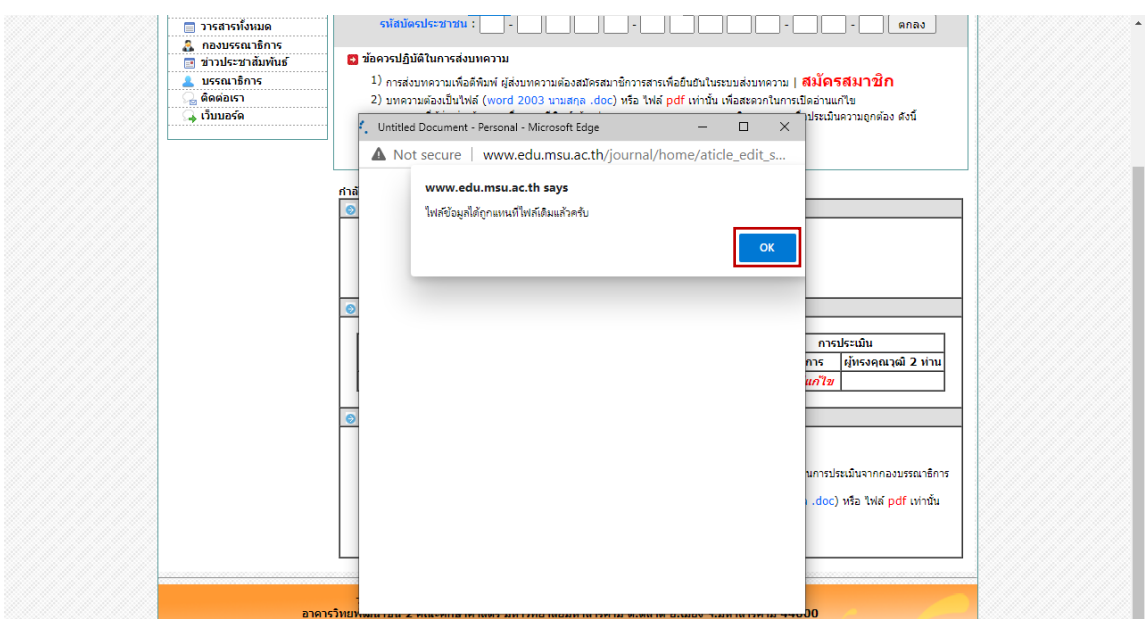 วารสารทั้งหมด
กองบรรณาธิการ
ข่าวประชาสัมพันธ์
บรรณาธิการ
ติดต่อเรา
เว็บบอร์ด
รหัสบัตรประชาชน : - - - - ตกลง
ข้อควรปฏิบัติในการส่งบทความ
1) การส่งบทความเพื่อตีพิมพ์ ผู้ส่งบทความต้องสมัครสมาชิกวารสารเพื่อยืนยันในระบบส่งบทความ | สมัครสมาชิก
2) บทความต้องเป็นไฟล์ (word 2003 นามสกุล .doc) หรือ ไฟล์ pdf เท่านั้น เพื่อสะดวกในการเปิดอ่านแก้ไข
ประเมินความถูกต้อง ดังนี้
Untitled Document - Personal - Microsoft Edge
Not secure | www.edu.msu.ac.th/journal/home/aticle_edit_s...
www.edu.msu.ac.th says
ไฟล์ข้อมูลได้ถูกแทนที่ไฟล์เดิมแล้วครับ
OK
การประเมิน
การ ผู้ทรงคุณวุฒิ 2 ท่าน
แก้ไข
นการประเมินจากกองบรรณาธิการ
.doc) หรือ ไฟล์ pdf เท่านั้น